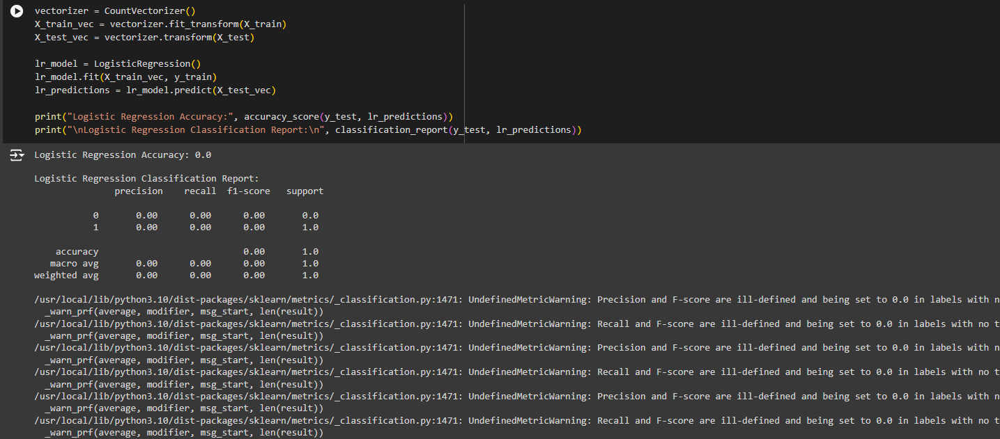 vectorizer = CountVectorizer()
X_train_vec = vectorizer.fit_transform(X_train)
X_test_vec = vectorizer.transform(X_test)
lr_model = LogisticRegression()
lr_model.fit(X_train_vec, y_train)
lr_predictions = lr_model.predict(X_test_vec)
print("Logistic Regression Accuracy:", accuracy_score(y_test, lr_predictions))
print("\nLogistic Regression Classification Report:\n", classification_report(y_test, lr_predictions))
Logistic Regression Accuracy: 0.0
Logistic Regression Classification Report:
precision recall f1-score support
0 0.00 0.00 0.00 0.0
1 0.00 0.00 0.00 1.0
accuracy 0.00 1.0
macro avg 0.00 0.00 0.00 1.0
weighted avg 0.00 0.00 0.00 1.0
/usr/local/lib/python3.10/dist-packages/sklearn/metrics/_classification.py:1471: UndefinedMetricWarning: Precision and F-score are ill-defined and being set to 0.0 in labels with
_warn_prf(average, modifier, msg_start, len(result))
/usr/local/lib/python3.10/dist-packages/sklearn/metrics/_classification.py:1471: UndefinedMetricWarning: Recall and F-score are ill-defined and being set to 0.0 in labels with no
_warn_prf(average, modifier, msg_start, len(result))
/usr/local/lib/python3.10/dist-packages/sklearn/metrics/_classification.py:1471: UndefinedMetricWarning: Precision and F-score are ill-defined and being set to 0.0 in labels with
_warn_prf(average, modifier, msg_start, len(result))
/usr/local/lib/python3.10/dist-packages/sklearn/metrics/_classification.py:1471: UndefinedMetricWarning: Recall and F-score are ill-defined and being set to 0.0 in labels with no
_warn_prf(average, modifier, msg_start, len(result))
/usr/local/lib/python3.10/dist-packages/sklearn/metrics/_classification.py:1471: UndefinedMetricWarning: Precision and F-score are ill-defined and being set to 0.0 in labels with
_warn_prf(average, modifier, msg_start, len(result))
/usr/local/lib/python3.10/dist-packages/sklearn/metrics/_classification.py:1471: UndefinedMetricWarning: Recall and F-score are ill-defined and being set to 0.0 in labels with no
_warn_prf(average, modifier, msg_start, len(result))